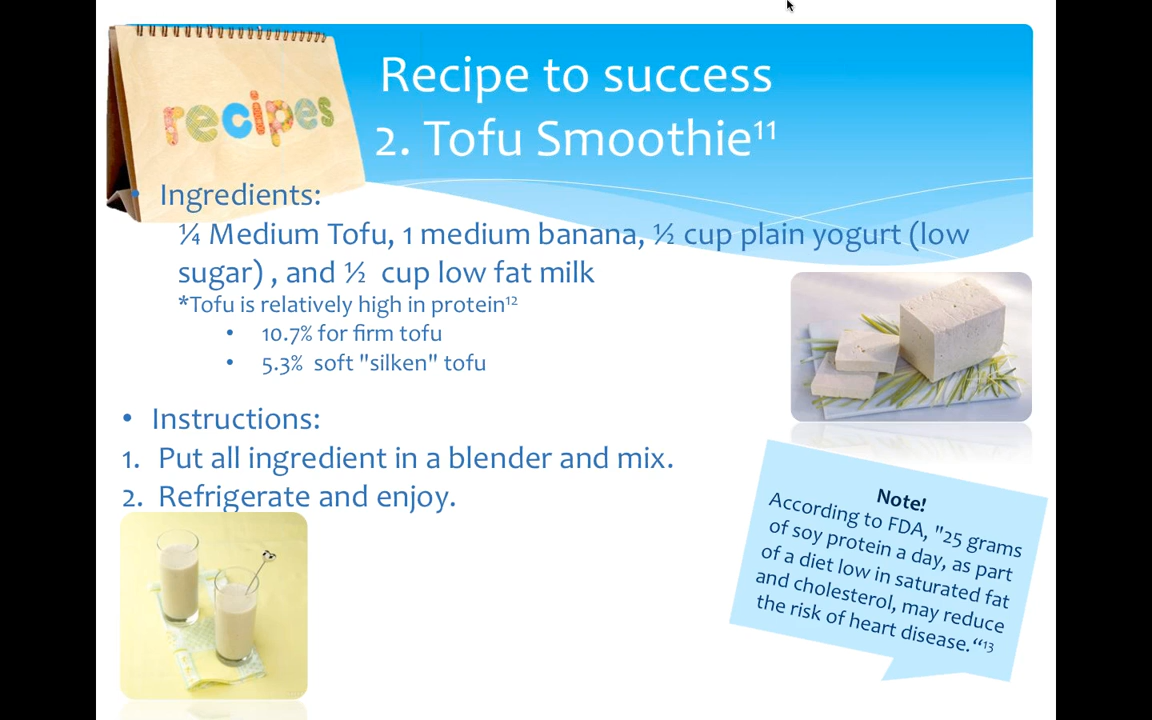 recipes
Recipe to success
2. Tofu Smoothie¹¹
• Ingredients:
¼ Medium Tofu, 1 medium banana, ½ cup plain yogurt (low
sugar) , and ½ cup low fat milk
*Tofu is relatively high in protein¹²
• 10.7% for firm tofu
• 5.3% soft "silken" tofu
• Instructions:
1. Put all ingredient in a blender and mix.
2. Refrigerate and enjoy.
Note!
According to FDA, "25 grams
of soy protein a day, as part
of a diet low in saturated fat
and cholesterol, may reduce
the risk of heart disease.“¹³